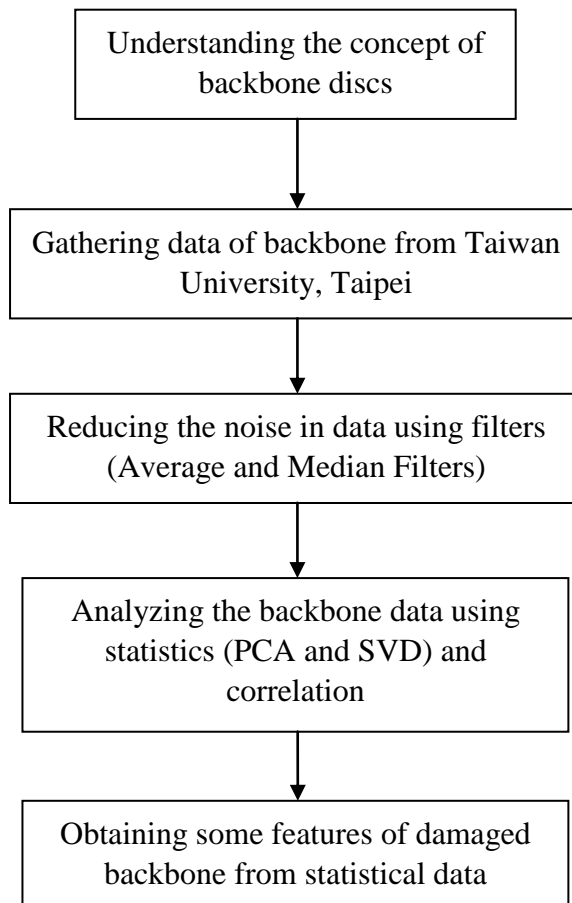 Understanding the concept of
backbone discs
Gathering data of backbone from Taiwan
University, Taipei
Reducing the noise in data using filters
(Average and Median Filters)
Analyzing the backbone data using
statistics (PCA and SVD) and
correlation
Obtaining some features of damaged
backbone from statistical data